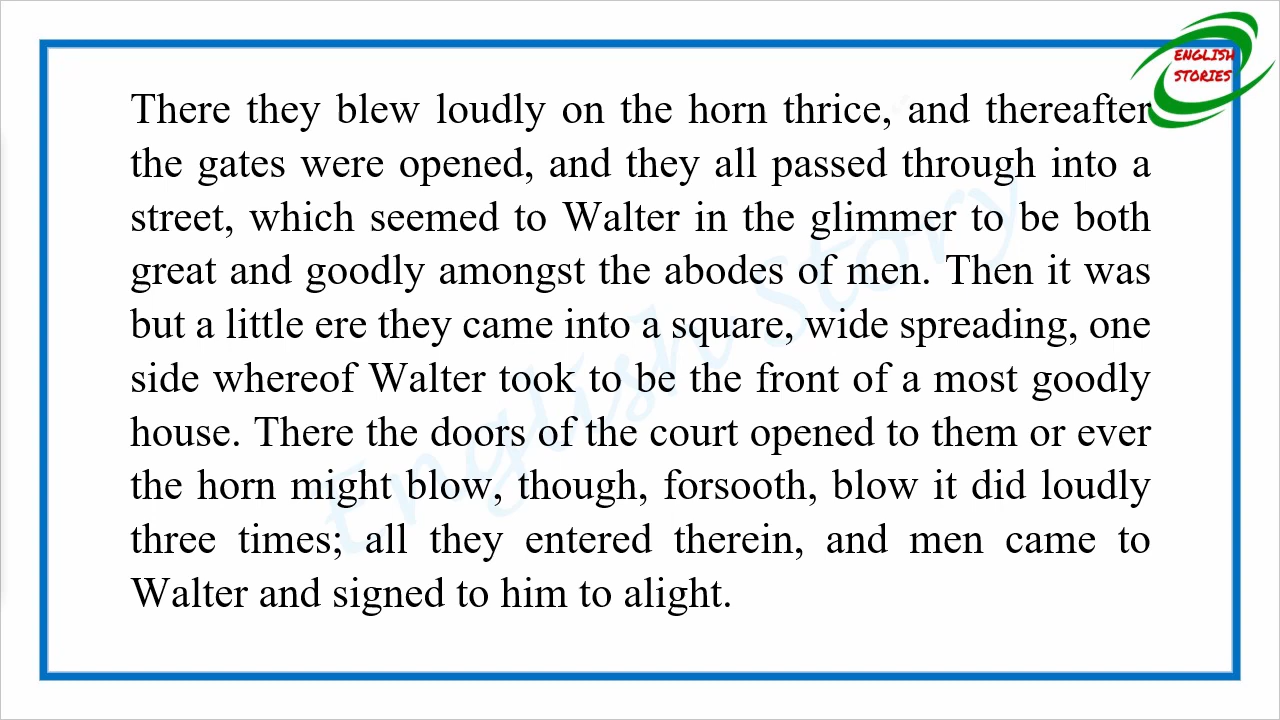 ENGLISH
STORIES
There they blew loudly on the horn thrice, and thereafter
the gates were opened, and they all passed through into a
street, which seemed to Walter in the glimmer to be both
great and goodly amongst the abodes of men. Then it was
but a little ere they came into a square, wide spreading, one
side whereof Walter took to be the front of a most goodly
house. There the doors of the court opened to them or ever
the horn might blow, though, forsooth, blow it did loudly
three times; all they entered therein, and men came to
Walter and signed to him to alight.
English Story